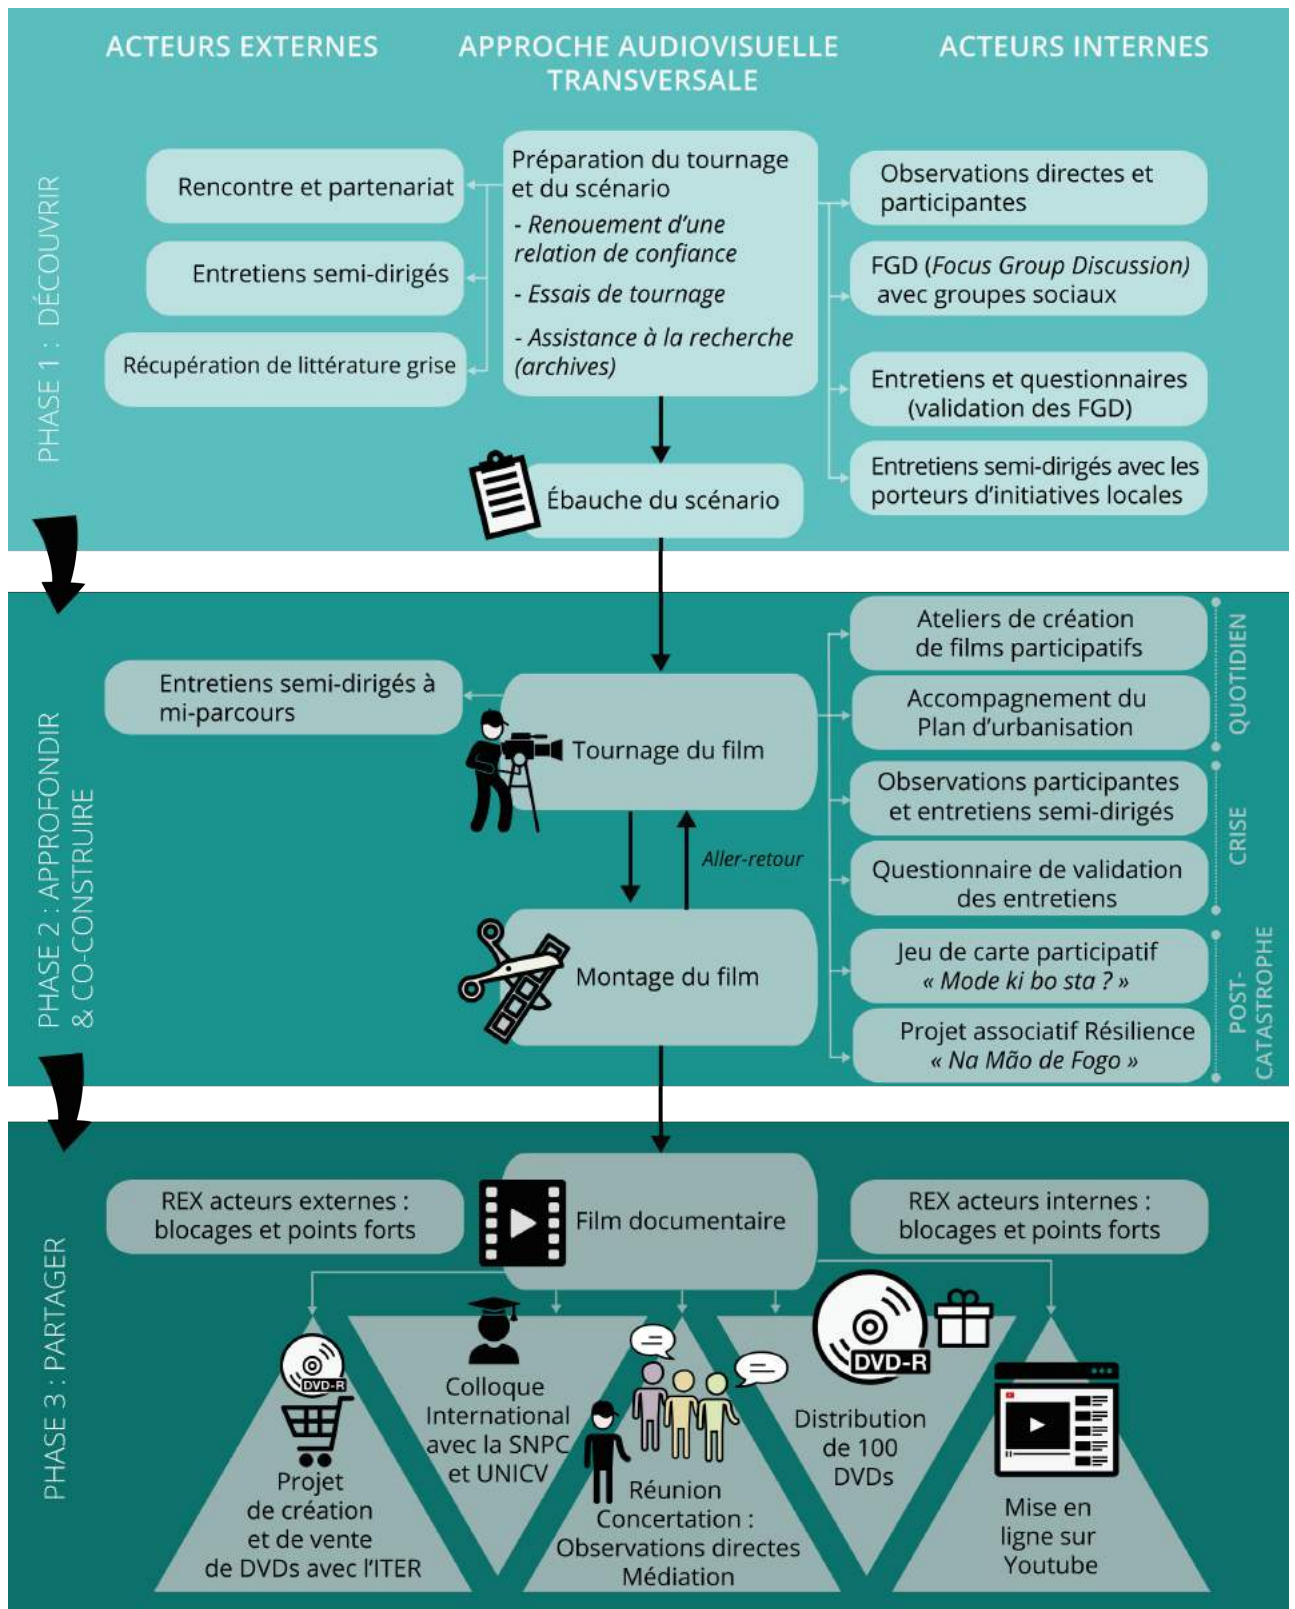 ACTEURS EXTERNES
APPROCHE AUDIOVISUELLE
TRANSVERSALE
ACTEURS INTERNES
PHASE 1 : DÉCOUVRIR
Rencontre et partenariat
Entretiens semi-dirigés
Récupération de littérature grise
Préparation du tournage
et du scénario
- Renouement d'une
relation de confiance
- Essais de tournage
- Assistance à la recherche
(archives)
Ébauche du scénario
Observations directes et
participantes
FGD (Focus Group Discussion)
avec groupes sociaux
Entretiens et questionnaires
(validation des FGD)
Entretiens semi-dirigés avec les
porteurs d'initiatives locales
PHASE 2 : APPROFONDIR
& CO-CONSTRUIRE
Entretiens semi-dirigés à
mi-parcours
Tournage du film
Aller-retour
Montage du film
Ateliers de création
de films participatifs
Accompagnement du
Plan d'urbanisation
QUOTIDIEN
Observations participantes
et entretiens semi-dirigés
Questionnaire de validation
des entretiens
CRISE
Jeu de carte participatif
« Mode ki bo sta ? »
Projet associatif Résilience
« Na Mão de Fogo »
POST-
CATASTROPHE
PHASE 3 : PARTAGER
REX acteurs externes :
blocages et points forts
Film documentaire
REX acteurs internes :
blocages et points forts
DVD-R
Projet
de création
et de vente
de DVDs avec l'ITER
Colloque
International
avec la SNPC
et UNICV
Réunion
Concertation :
Observations directes
Médiation
DVD-R
Distribution
de 100
DVDs
Mise en
ligne sur
Youtube